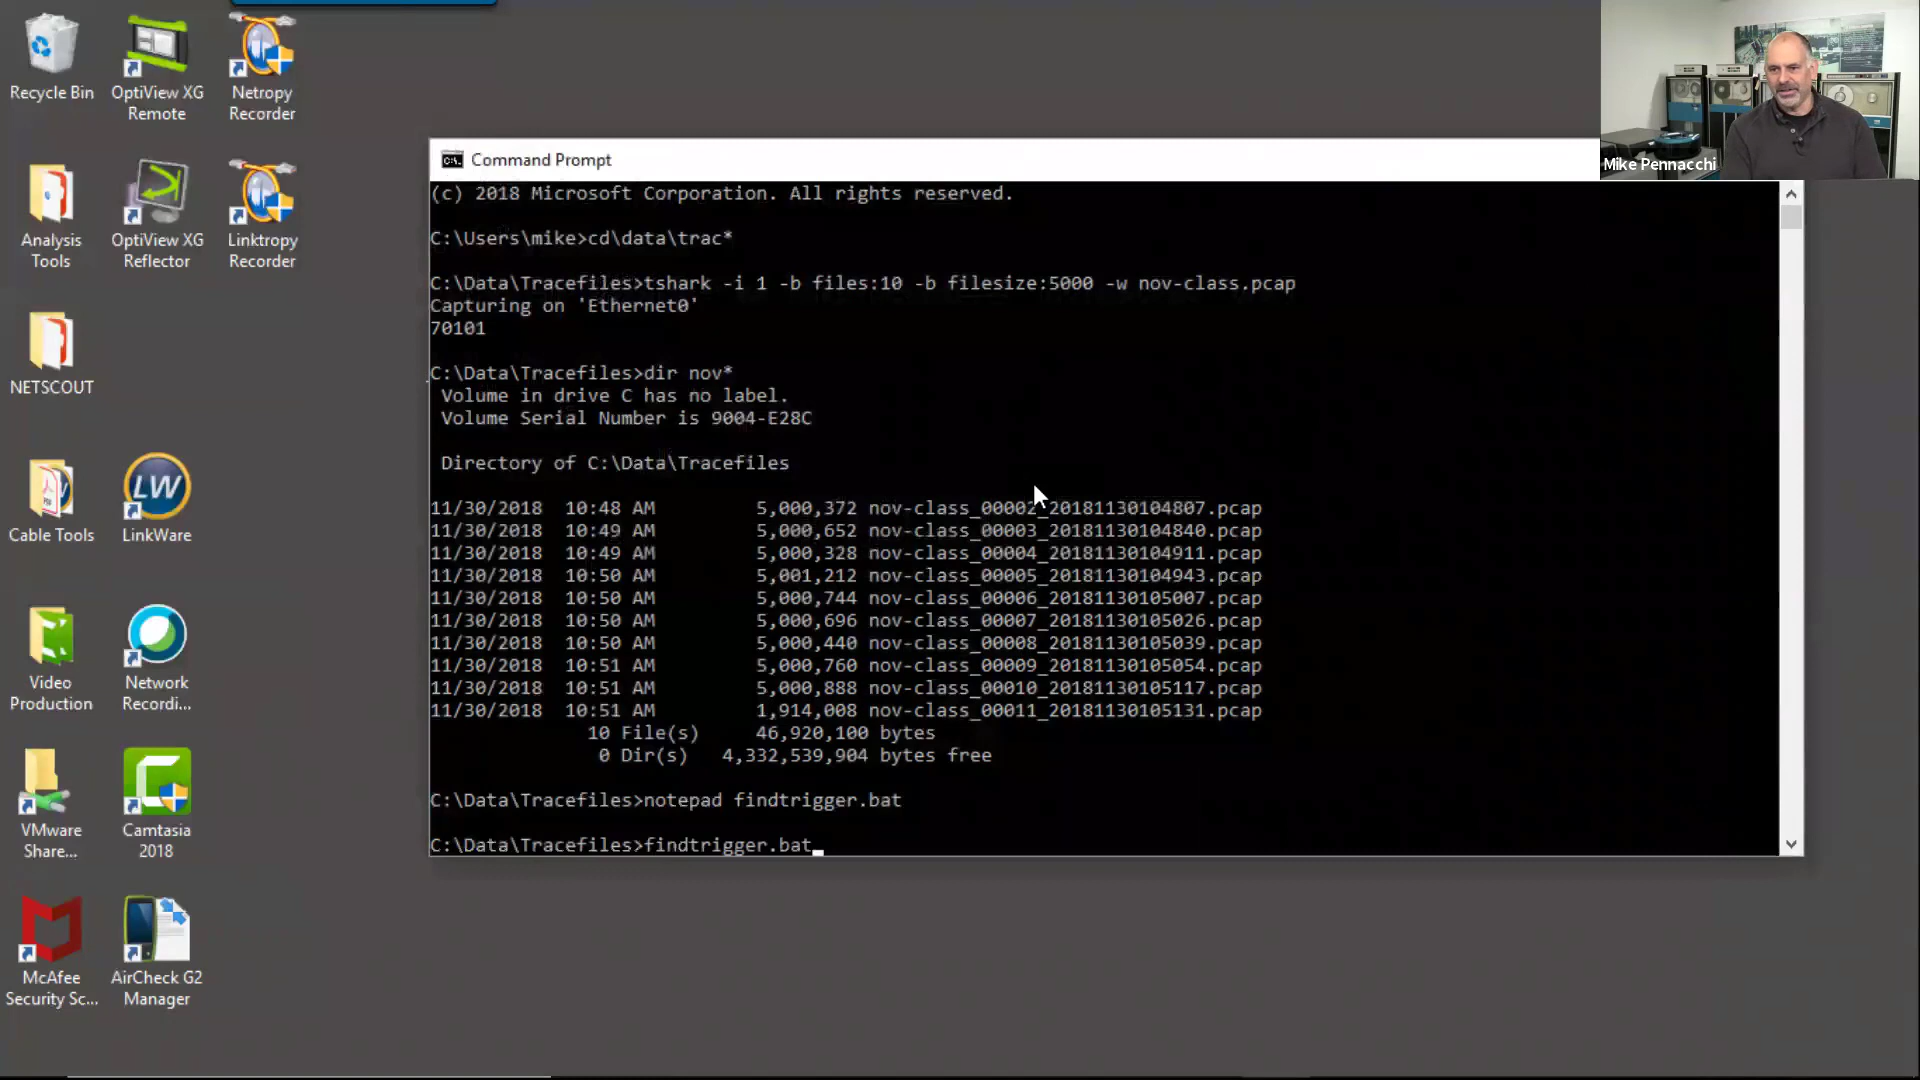 Recycle Bin
OptiView XG
Remote
Netropy
Recorder
Analysis
Tools
OptiView XG
Reflector
Linktropy
Recorder
NETSCOUT
Cable Tools
LW
LinkWare
Video
Production
Network
Recordi...
VMware
Share...
Camtasia
2018
McAfee
Security Sc...
AirCheck G2
Manager
Mike Pennacchi
Command Prompt
(c) 2018 Microsoft Corporation. All rights reserved.
C:\Users\mike>cd\data\trac*
C:\Data\Tracefiles>tshark -i 1 -b files:10 -b filesize:5000 -w nov-class.pcap
Capturing on 'Ethernet0'
70101
C:\Data\Tracefiles>dir nov*
Volume in drive C has no label.
Volume Serial Number is 9004-E28C
Directory of C:\Data\Tracefiles
11/30/2018 10:48 AM 5,000,372 nov-class_00002_20181130104807.pcap
11/30/2018 10:49 AM 5,000,652 nov-class_00003_20181130104840.pcap
11/30/2018 10:49 AM 5,000,328 nov-class_00004_20181130104911.pcap
11/30/2018 10:50 AM 5,001,212 nov-class_00005_20181130104943.pcap
11/30/2018 10:50 AM 5,000,744 nov-class_00006_20181130105007.pcap
11/30/2018 10:50 AM 5,000,696 nov-class_00007_20181130105026.pcap
11/30/2018 10:50 AM 5,000,440 nov-class_00008_20181130105039.pcap
11/30/2018 10:51 AM 5,000,760 nov-class_00009_20181130105054.pcap
11/30/2018 10:51 AM 5,000,888 nov-class_00010_20181130105117.pcap
11/30/2018 10:51 AM 1,914,008 nov-class_00011_20181130105131.pcap
10 File(s) 46,920,100 bytes
0 Dir(s) 4,332,539,904 bytes free
C:\Data\Tracefiles>notepad findtrigger.bat
C:\Data\Tracefiles>findtrigger.bat_